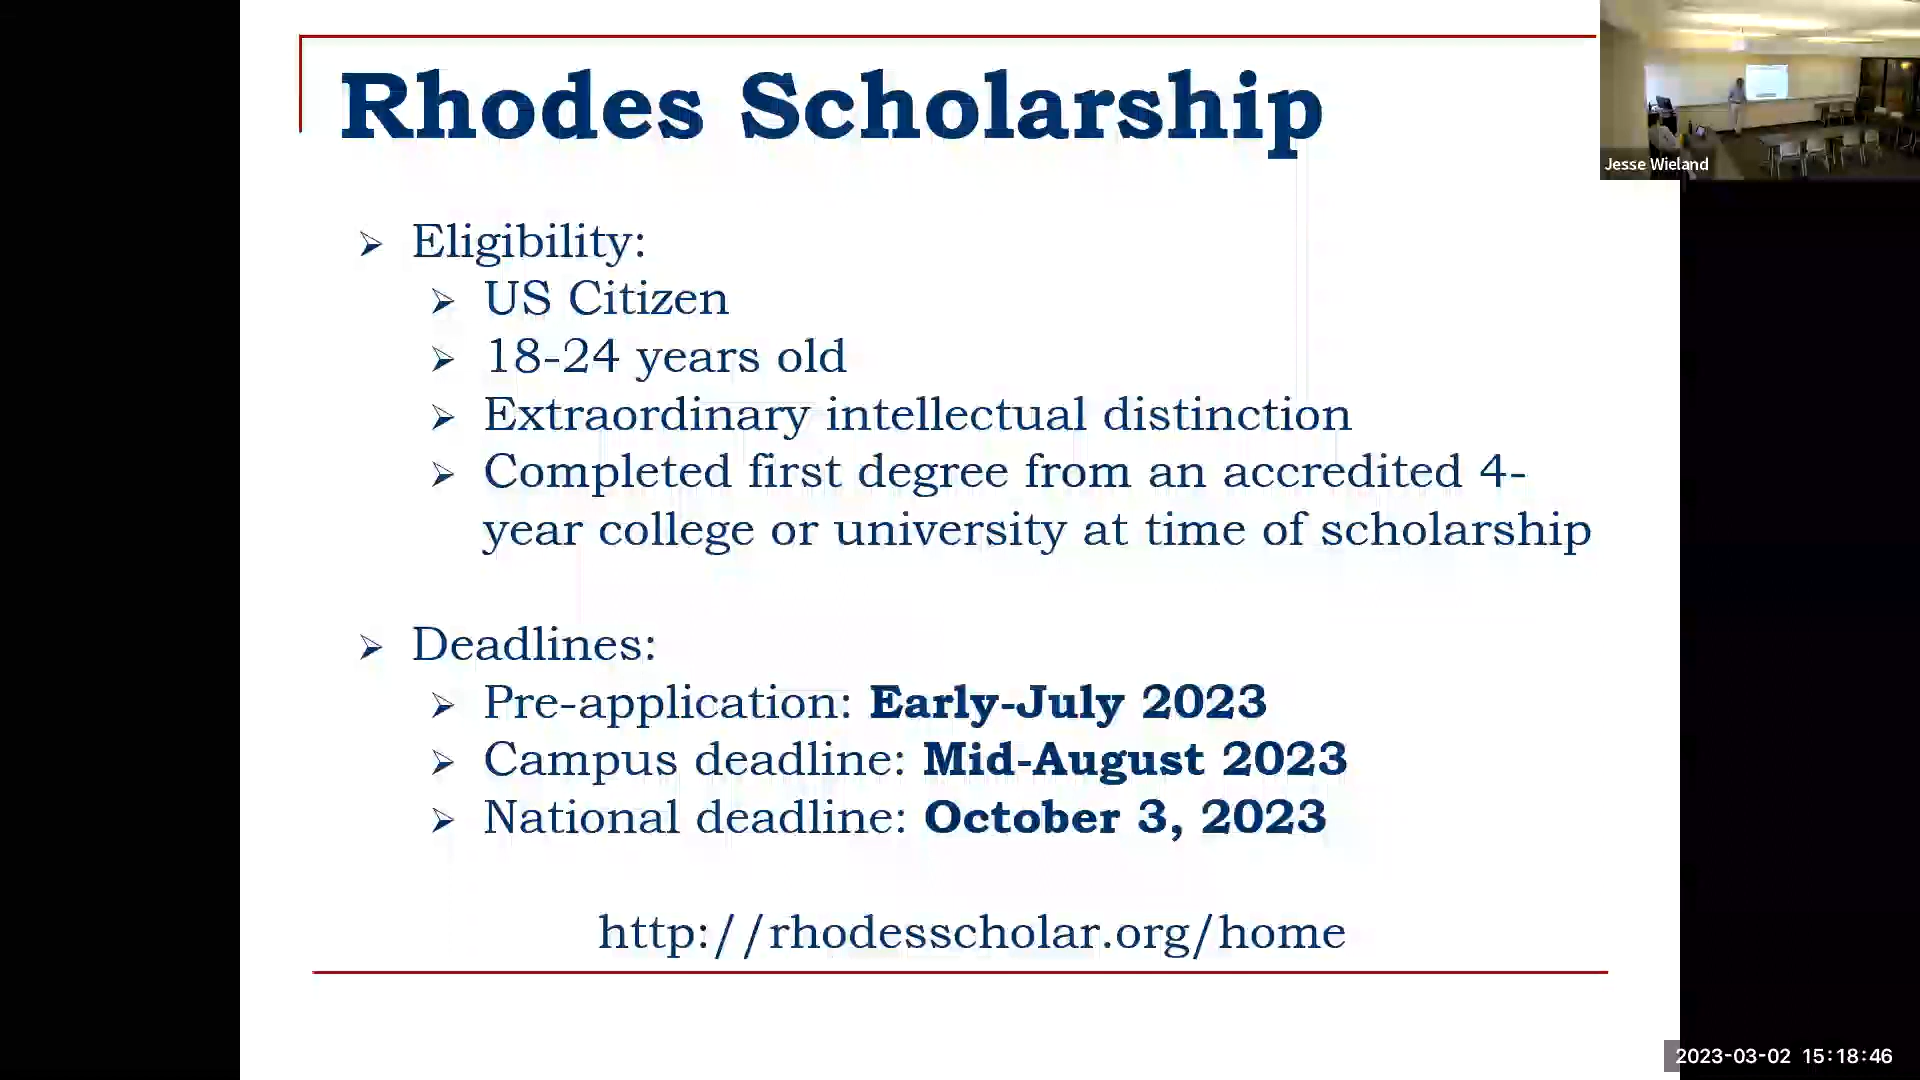 Rhodes Scholarship
Jesse Wieland
Eligibility:
US Citizen
18-24 years old
Extraordinary intellectual distinction
Completed first degree from an accredited 4-
year college or university at time of scholarship
Deadlines:
Pre-application: Early-July 2023
Campus deadline: Mid-August 2023
National deadline: October 3, 2023
http://rhodesscholar.org/home
2023-03-02 15:18:46